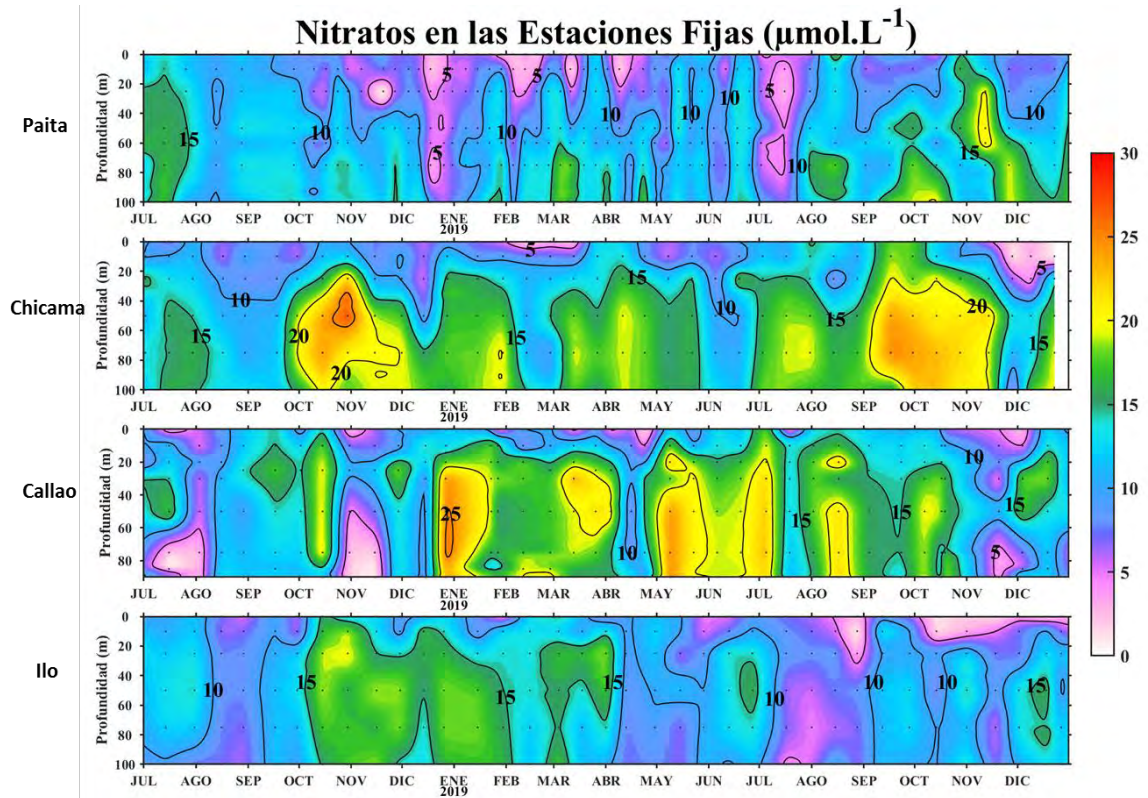 Nitratos en las Estaciones Fijas (μmol.L-1)
Paita
Profundidad (m)
0
20
40
60
80
100
5 5 5
10 10 10 10 10 10
15 5 10 15
JUL AGO SEP OCT NOV DIC ENE FEB MAR ABR MAY JUN JUL AGO SEP OCT NOV DIC
2019
Chicama
Profundidad (m)
0
20
40
60
80
100
5 15 5
10 10 20
15 20 15 15 15
20
JUL AGO SEP OCT NOV DIC ENE FEB MAR ABR MAY JUN JUL AGO SEP OCT NOV DIC
2019
Callao
Profundidad (m)
0
20
40
60
80
10
25 15 15 15
10 5
JUL AGO SEP OCT NOV DIC ENE FEB MAR ABR MAY JUN JUL AGO SEP OCT NOV DIC
2019
Ilo
Profundidad (m)
0
20
40
60
80
100
10 15 15 15 10 10 10 15
JUL AGO SEP OCT NOV DIC ENE FEB MAR ABR MAY JUN JUL AGO SEP OCT NOV DIC
2019
30
25
20
15
10
5
0